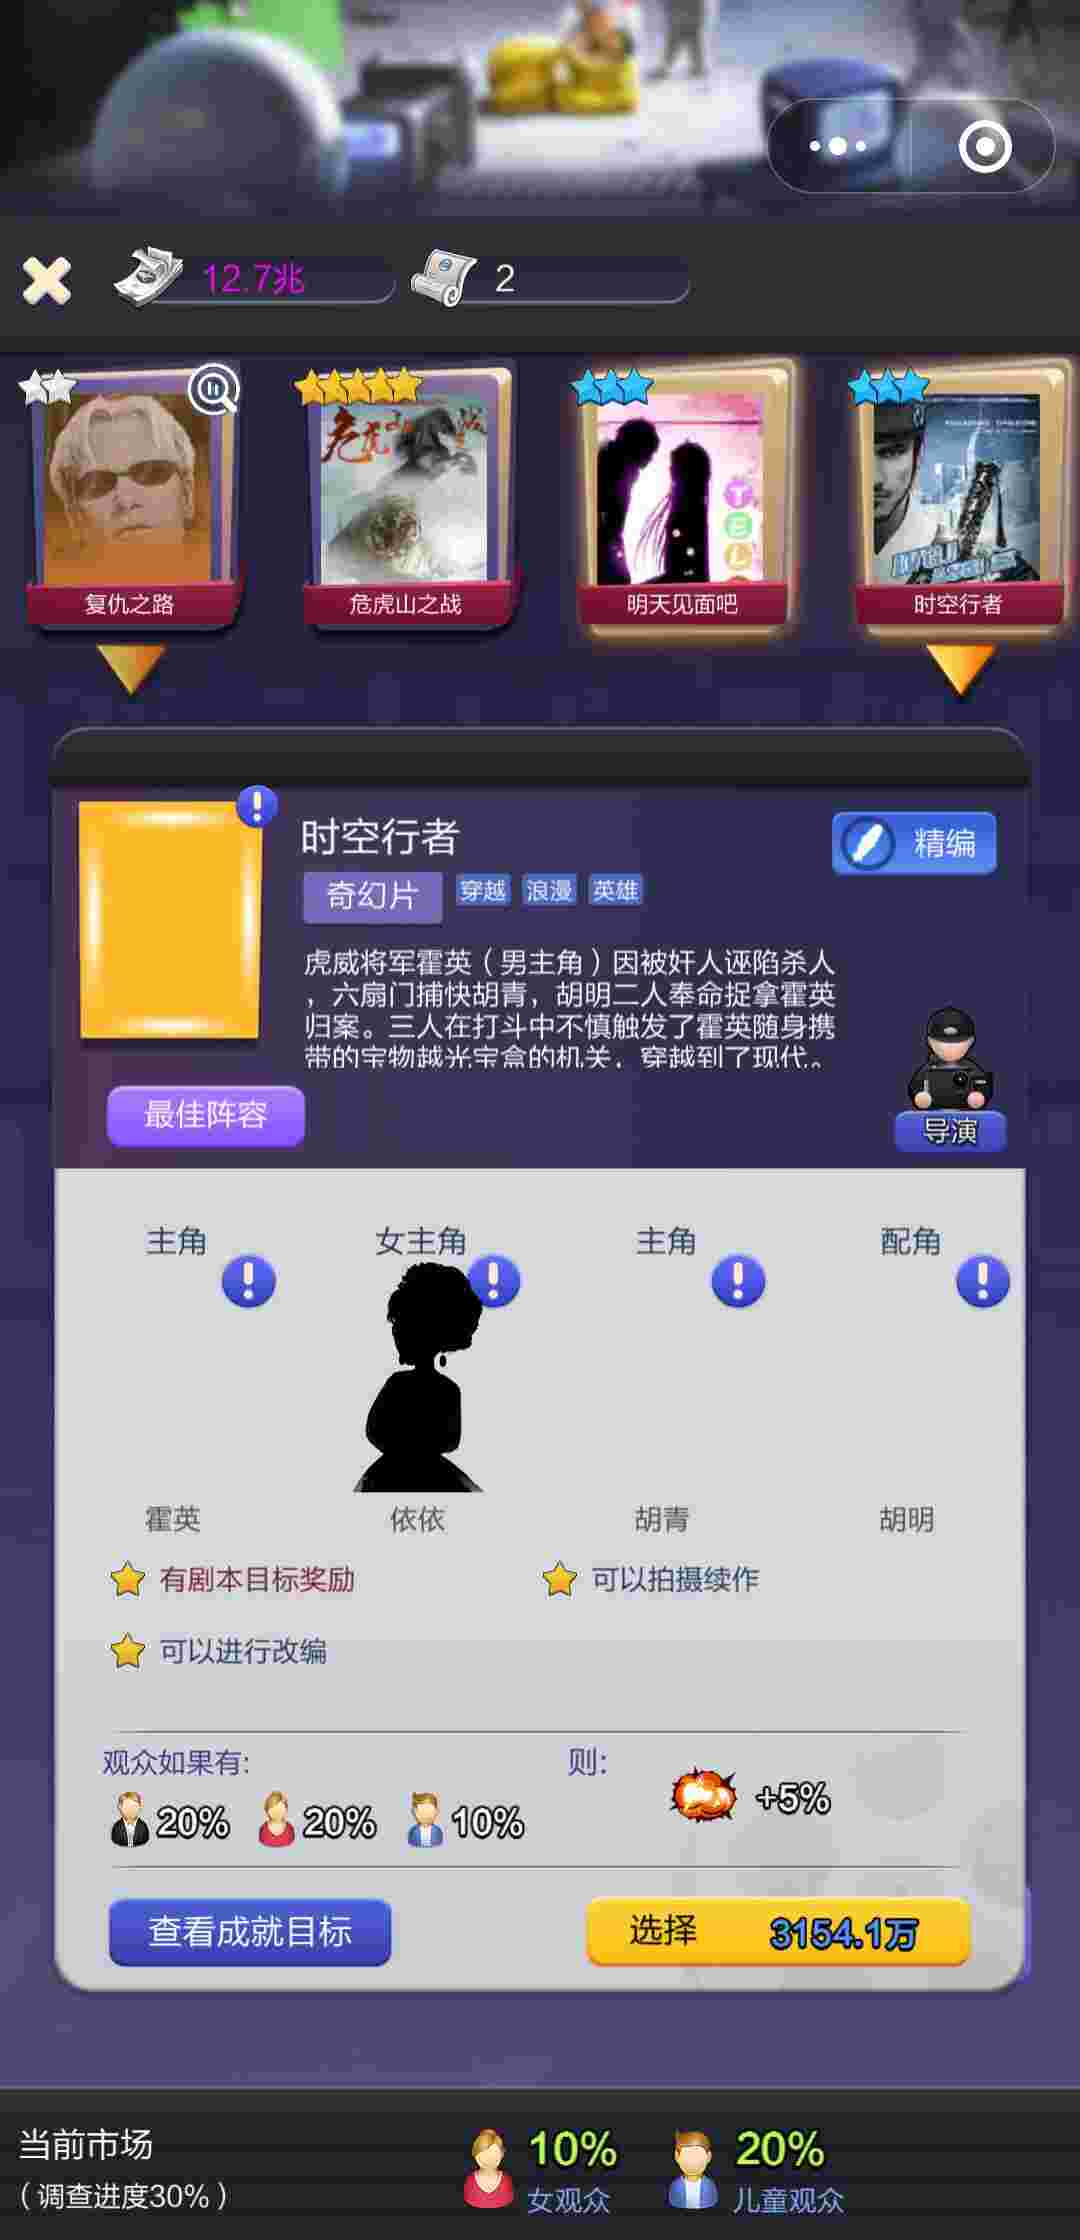 12.7兆
2
复仇之路
危虎山之战
明天见面吧
时空行者
时空行者
精编
奇幻片 穿越 浪漫 英雄
虎威将军霍英（男主角）因被奸人诬陷杀人
，六扇门捕快胡青，胡明二人奉命捉拿霍英
归案。三人在打斗中不慎触发了霍英随身携
带的宝物越光宝盒的机关，穿越到了现代。
最佳阵容
导演
主角 女主角 主角 配角
霍英 依依 胡青 胡明
有剧本目标奖励 可以拍摄续作
可以进行改编
观众如果有: 则:
20% 20% 10% +5%
查看成就目标 选择 3154.1万
当前市场
（调查进度30%）
10%
女观众
20%
儿童观众